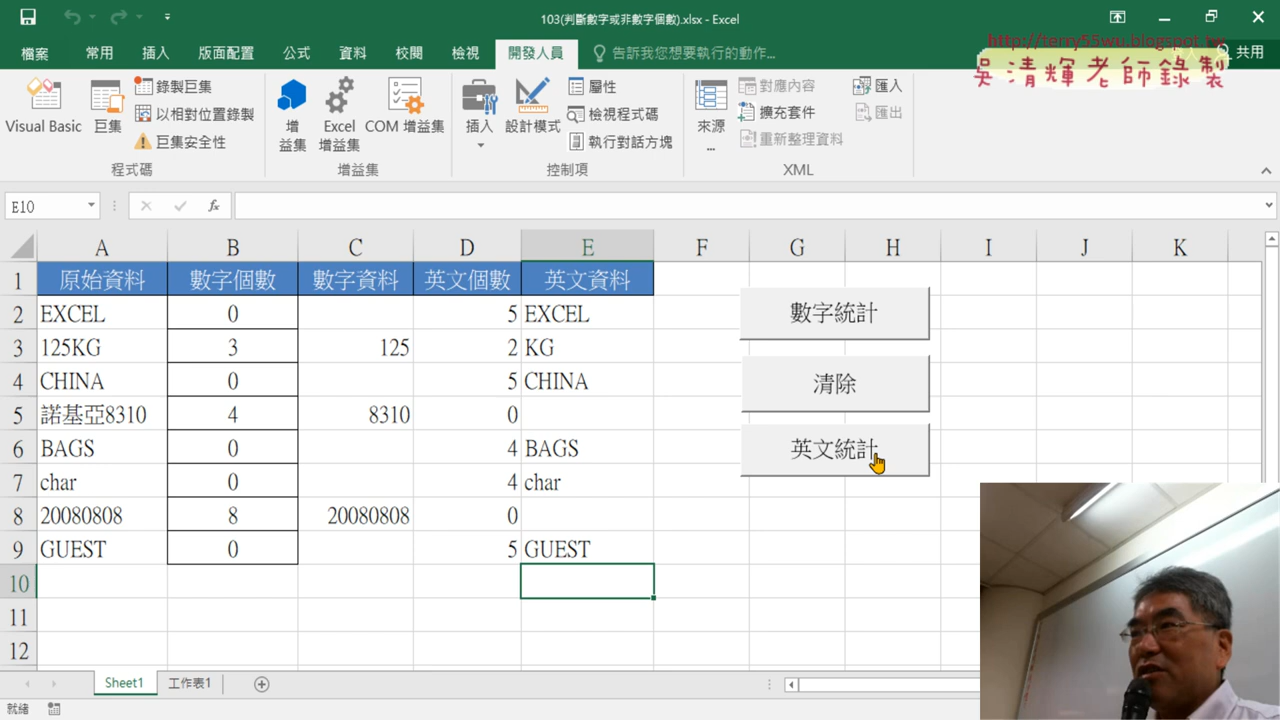 103(判斷數字或非數字個數).xlsx - Excel
http://terry55wu.blogspot.tw
吳清輝老師錄製
檔案 常用 插入 版面配置 公式 資料 校閱 檢視 開發人員 告訴我您想要執行的動作... 共用
Visual Basic 巨集 錄製巨集 以相對位置錄製 巨集安全性
程式碼
增益集 Excel 增益集 COM 增益集
增益集
插入 設計模式 屬性 檢視程式碼 執行對話方塊
控制項
來源... 對應內容 擴充套件 重新整理資料 匯入 匯出
XML
E10 fx
A B C D E F G H I J K
1 原始資料 數字個數 數字資料 英文個數 英文資料
2 EXCEL 0 5 EXCEL
3 125KG 3 125 2 KG
4 CHINA 0 5 CHINA
5 諾基亞8310 4 8310 0
6 BAGS 0 4 BAGS
7 char 0 4 char
8 20080808 8 20080808 0
9 GUEST 0 5 GUEST
10
11
12
數字統計
清除
英文統計
Sheet1 工作表1
就緒